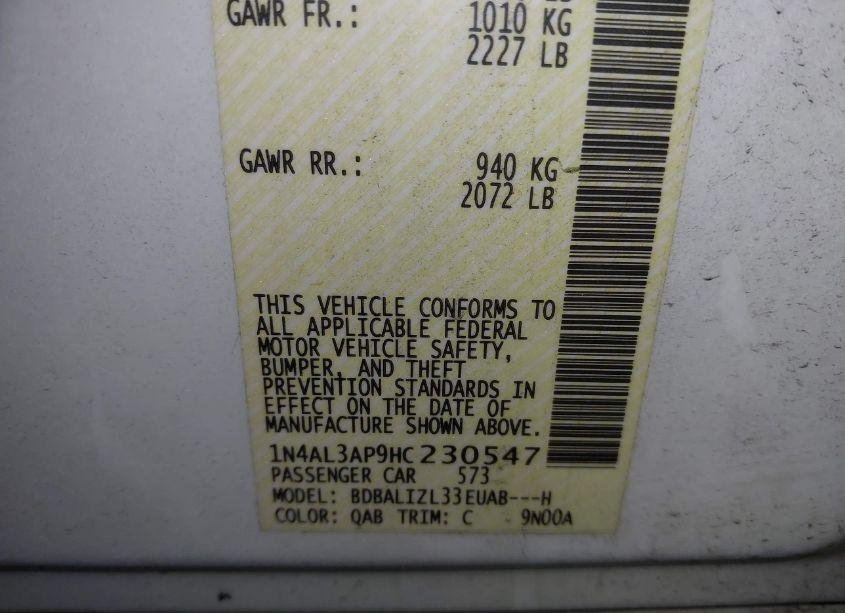 GAWR FR.: 1010 KG
2227 LB
GAWR RR.: 940 KG
2072 LB
THIS VEHICLE CONFORMS TO
ALL APPLICABLE FEDERAL
MOTOR VEHICLE SAFETY,
BUMPER, AND THEFT
PREVENTION STANDARDS IN
EFFECT ON THE DATE OF
MANUFACTURE SHOWN ABOVE.
1N4AL3AP9HC230547
PASSENGER CAR 573
MODEL: BDBALIZL33EUAB---H
COLOR: QAB TRIM: C 9N00A